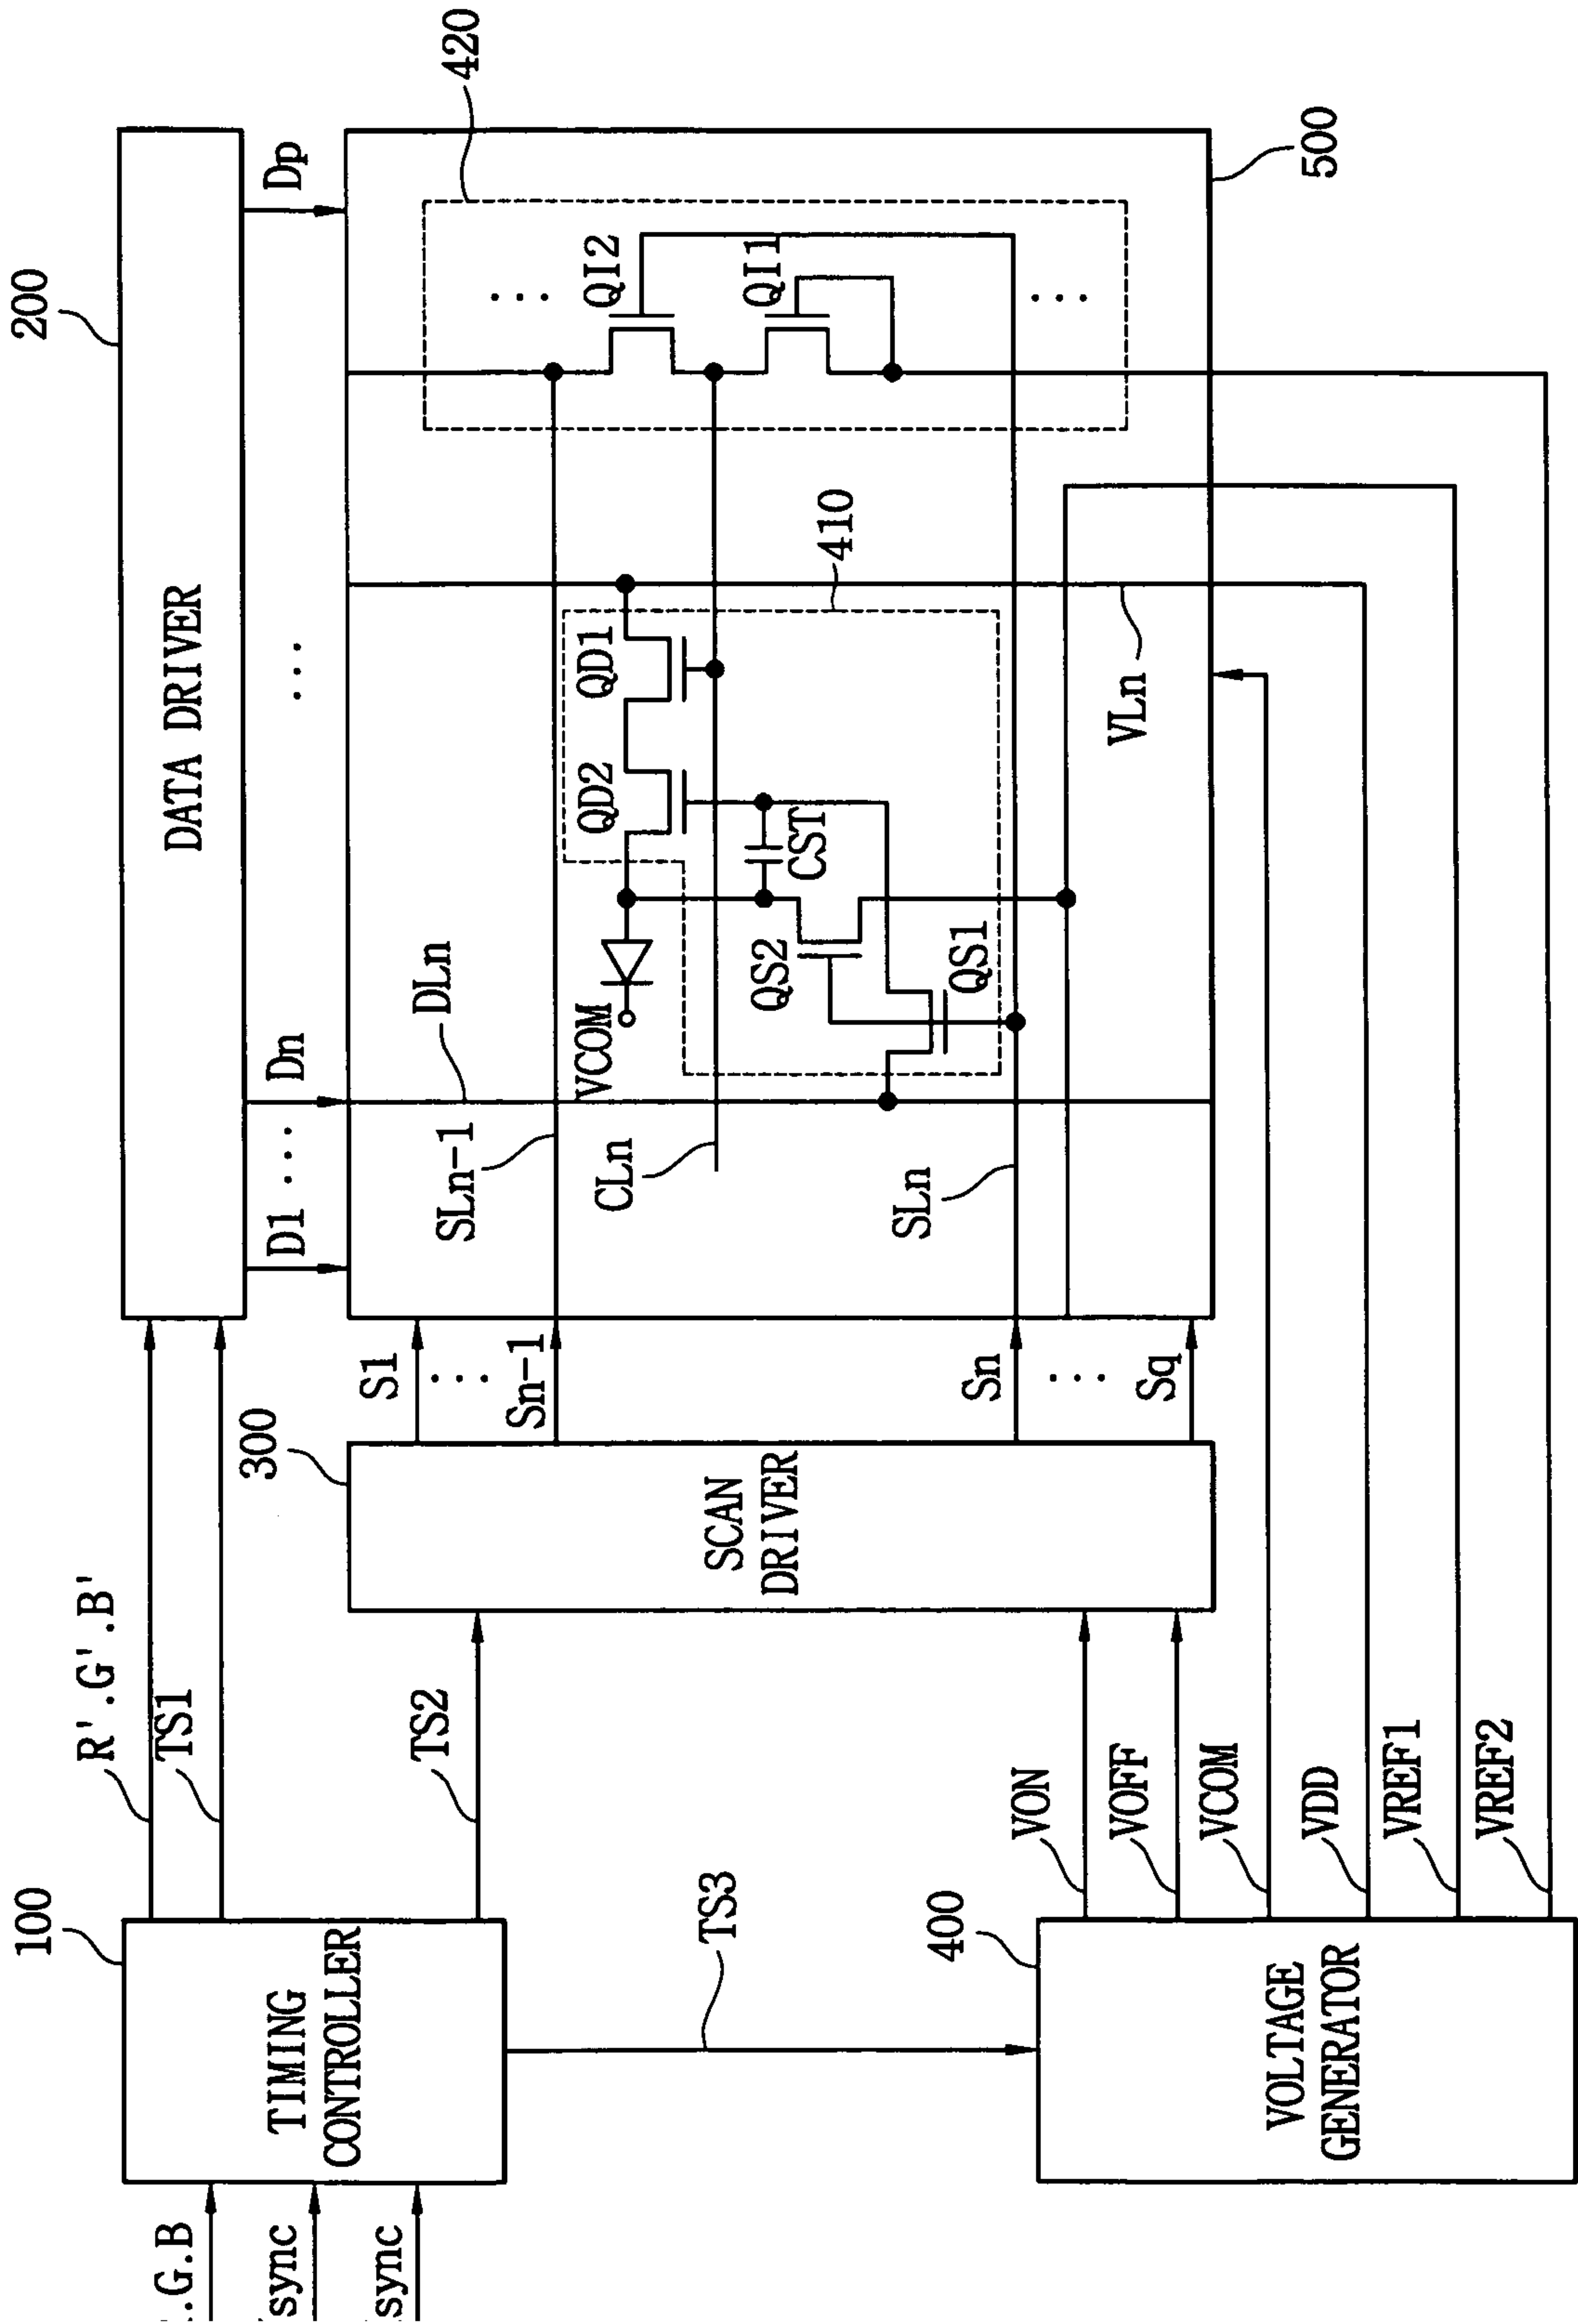 .G.B
sync
sync
100
TIMING
CONTROLLER
R'.G'.B'
TS1
TS2
TS3
400
VOLTAGE
GENERATOR
VON
VOFF
VCOM
VDD
VREF1
VREF2
300
SCAN
DRIVER
S1
...
Sn-1
Sn
...
Sq
200
DATA DRIVER
D1 ... Dn
...
Dp
DLn
SLn-1
CLn
SLn
VCOM
QD2
QD1
CST
QS2
QS1
410
VLn
420
...
QI2
QI1
...
500